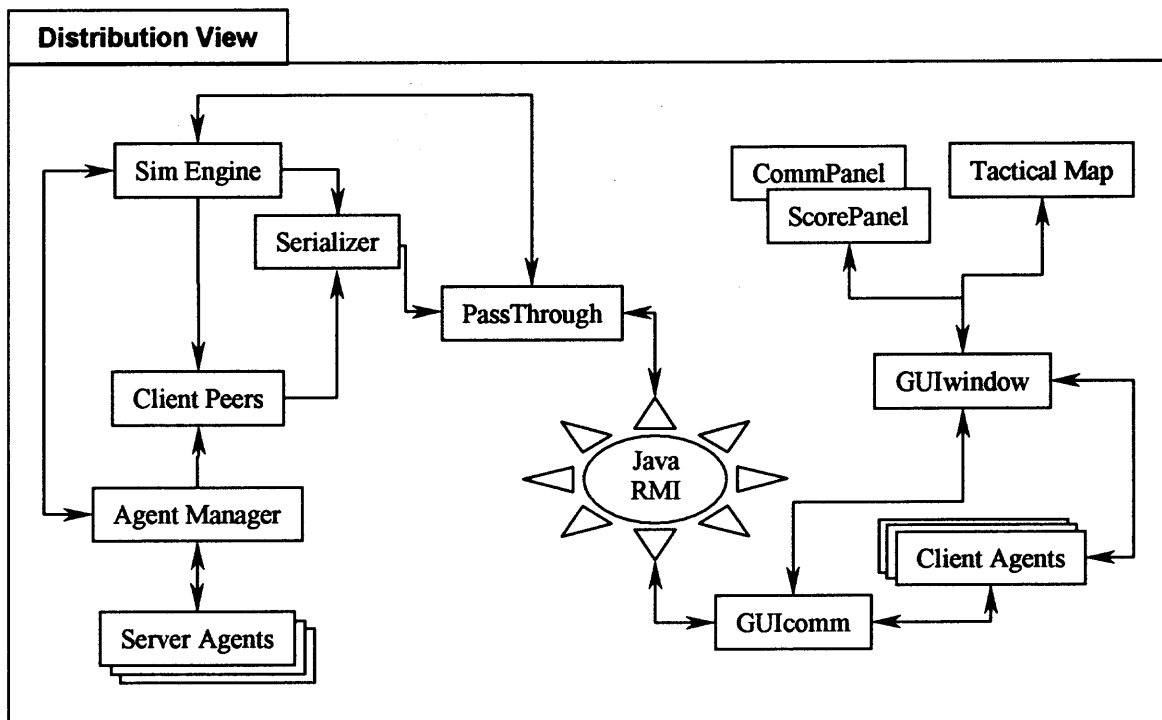 Distribution View
Sim Engine
Serializer
PassThrough
Client Peers
Agent Manager
Server Agents
Java
RMI
CommPanel
ScorePanel
Tactical Map
GUIwindow
Client Agents
GUIcomm